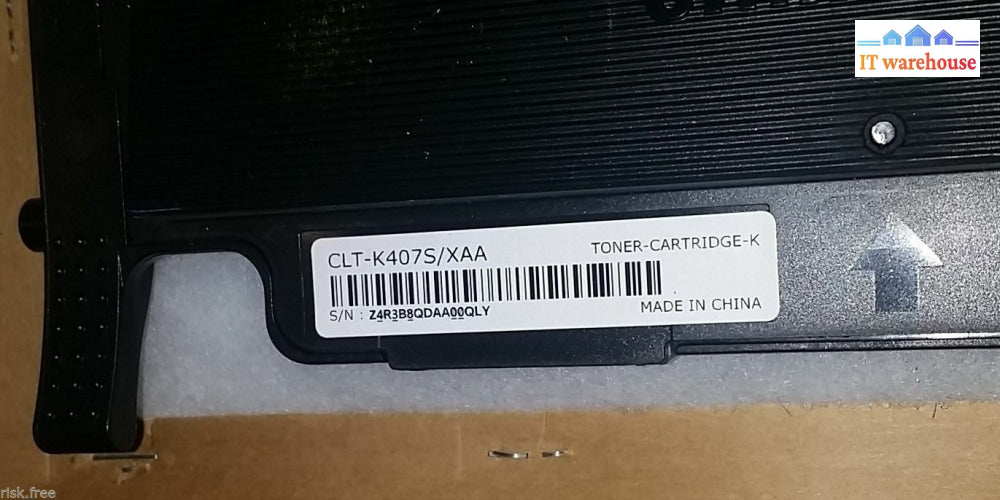 IT warehouse
CLT-K407S/XAA
TONER-CARTRIDGE-K
S/N : Z4R3B8QDAA00QLY
MADE IN CHINA
risk.free